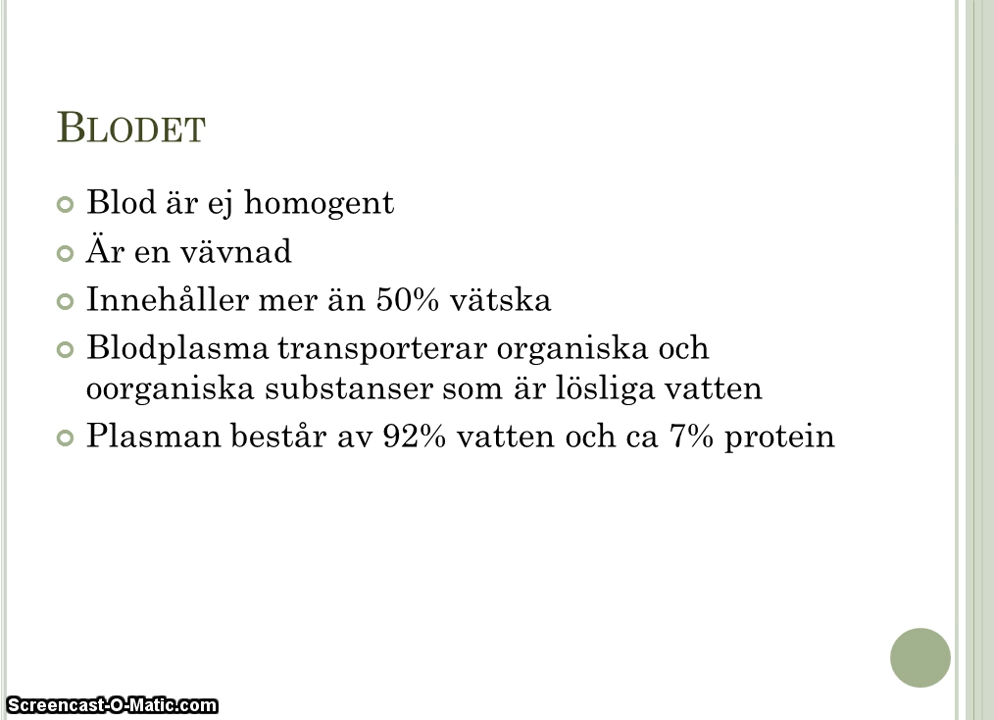 BLODET
Blod är ej homogent
Är en vävnad
Innehåller mer än 50% vätska
Blodplasma transporterar organiska och
oorganiska substanser som är lösliga vatten
Plasman består av 92% vatten och ca 7% protein
Screencast-O-Matic.com